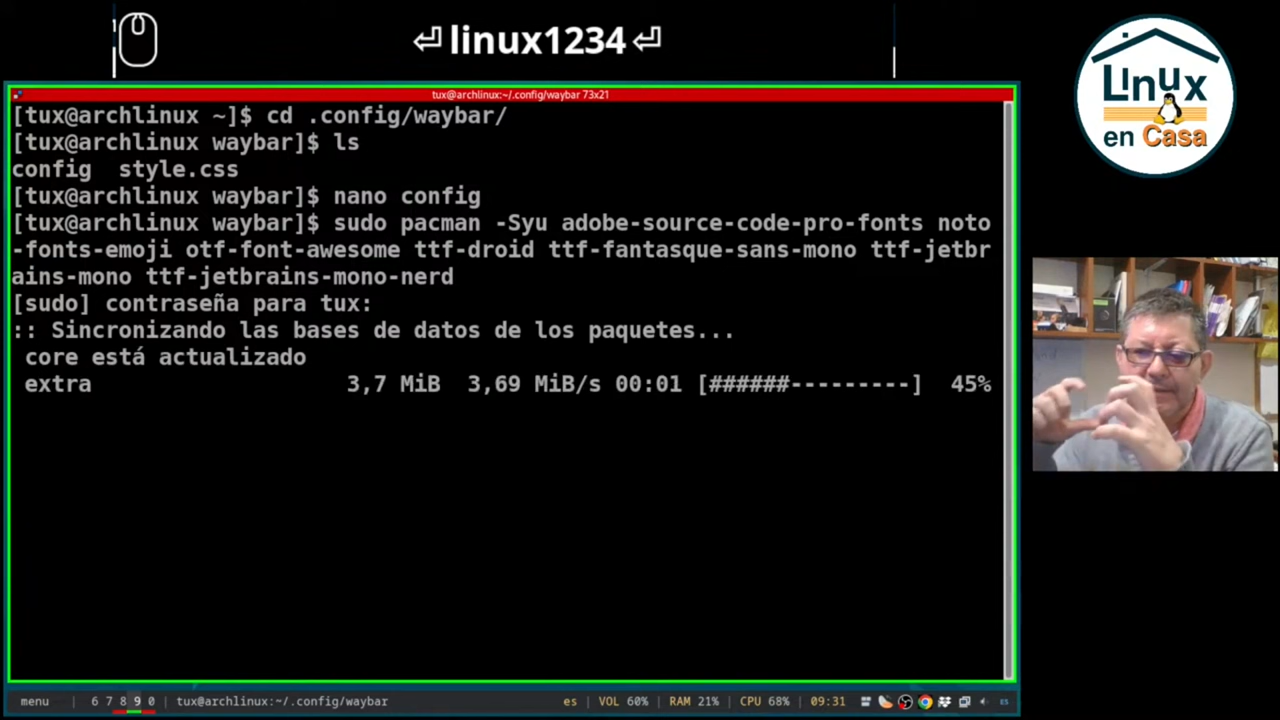 ⏎ linux1234 ⏎
LInUx
en Casa
tux@archlinux:~/.config/waybar 73x21
[tux@archlinux ~]$ cd .config/waybar/
[tux@archlinux waybar]$ ls
config  style.css
[tux@archlinux waybar]$ nano config
[tux@archlinux waybar]$ sudo pacman -Syu adobe-source-code-pro-fonts noto
-fonts-emoji otf-font-awesome ttf-droid ttf-fantasque-sans-mono ttf-jetbr
ains-mono ttf-jetbrains-mono-nerd
[sudo] contraseña para tux:
:: Sincronizando las bases de datos de los paquetes...
core está actualizado
extra 3,7 MiB 3,69 MiB/s 00:01 [######---------] 45%
menu | 6 7 8 9 0 | tux@archlinux:~/.config/waybar es | VOL 60% | RAM 21% | CPU 68% | 09:31 ES